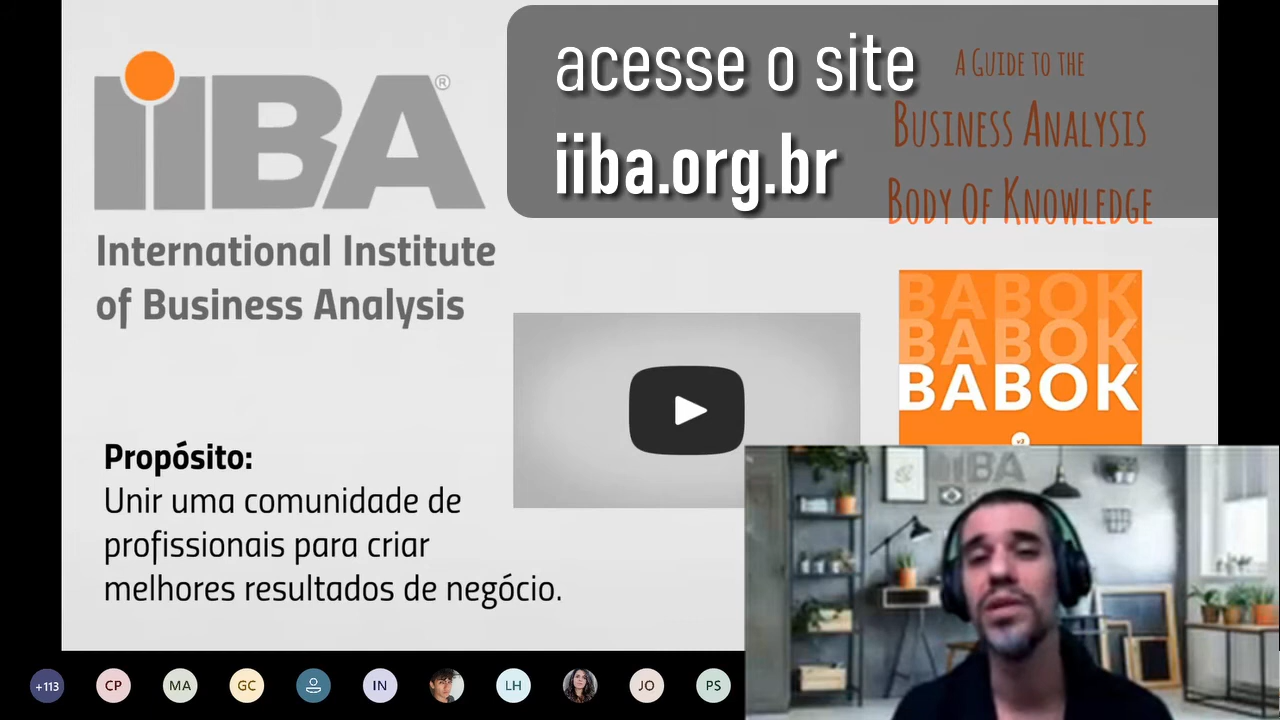 acesse o site
iiba.org.br
iiBA®
International Institute
of Business Analysis
A Guide to the
Business Analysis
Body Of Knowledge
BABOK
BABOK
BABOK
v3
Propósito:
Unir uma comunidade de
profissionais para criar
melhores resultados de negócio.
iiBA
+113
CP
MA
GC
IN
LH
JO
PS